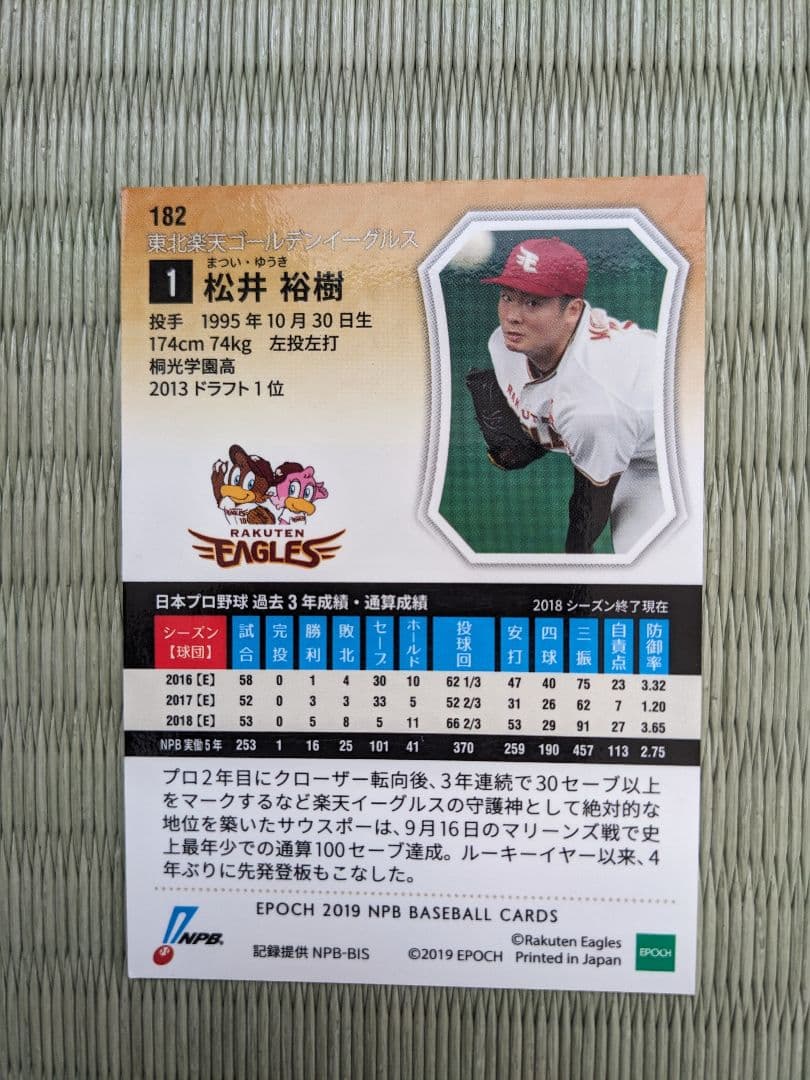 182
東北楽天ゴールデンイーグルス
まつい・ゆうき
1 松井 裕樹
投手 1995年10月30日生
174cm 74kg 左投左打
桐光学園高
2013 ドラフト1位
RAKUTEN
EAGLES
日本プロ野球 過去3年成績・通算成績 2018 シーズン終了現在
シーズン【球団】 試合 完投 勝利 敗北 セーブ ホールド 投球回 安打 四球 三振 自責点 防御率
2016【E】 58 0 1 4 30 10 62 1/3 47 40 75 23 3.32
2017【E】 52 0 3 3 33 5 52 2/3 31 26 62 7 1.20
2018【E】 53 0 5 8 5 11 66 2/3 53 29 91 27 3.65
NPB 実働5年 253 1 16 25 101 41 370 259 190 457 113 2.75
プロ2年目にクローザー転向後、3年連続で30セーブ以上
をマークするなど楽天イーグルスの守護神として絶対的な
地位を築いたサウスポーは、9月16日のマリーンズ戦で史
上最年少での通算100セーブ達成。ルーキーイヤー以来、4
年ぶりに先発登板もこなした。
EPOCH 2019 NPB BASEBALL CARDS
NPB
記録提供 NPB-BIS
©2019 EPOCH
©Rakuten Eagles
Printed in Japan
EPOCH